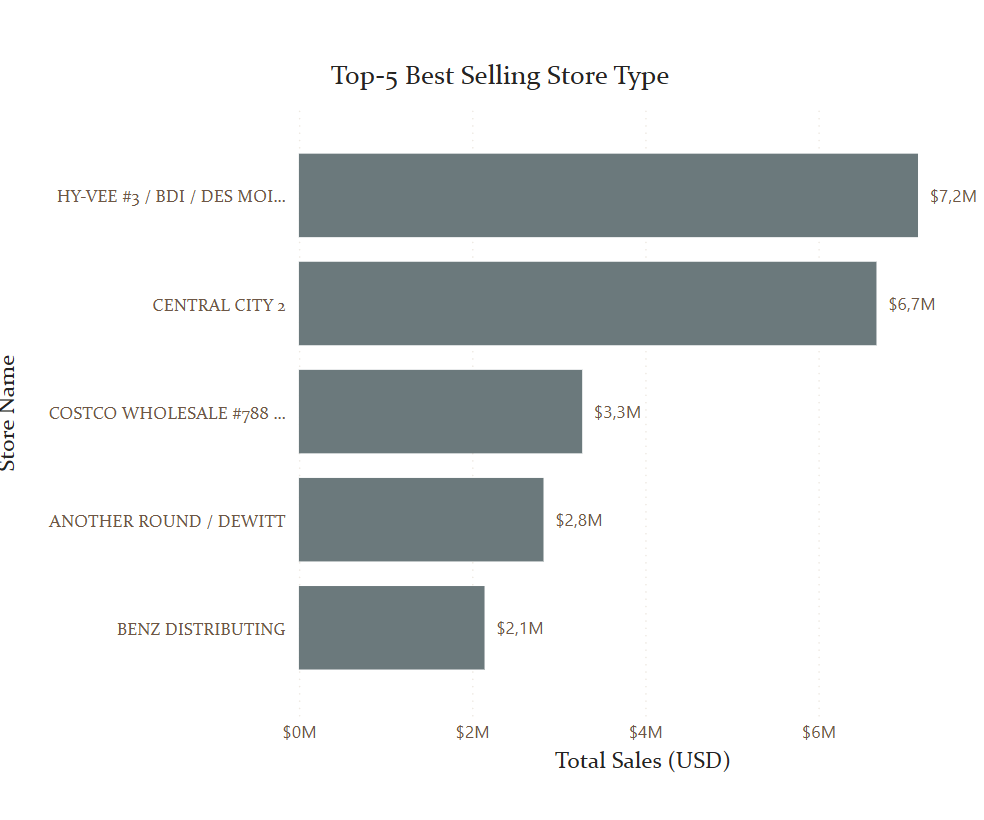 Top-5 Best Selling Store Type
Store Name
HY-VEE #3 / BDI / DES MOI...
$7,2M
CENTRAL CITY 2
$6,7M
COSTCO WHOLESALE #788 ...
$3,3M
ANOTHER ROUND / DEWITT
$2,8M
BENZ DISTRIBUTING
$2,1M
$0M $2M $4M $6M
Total Sales (USD)